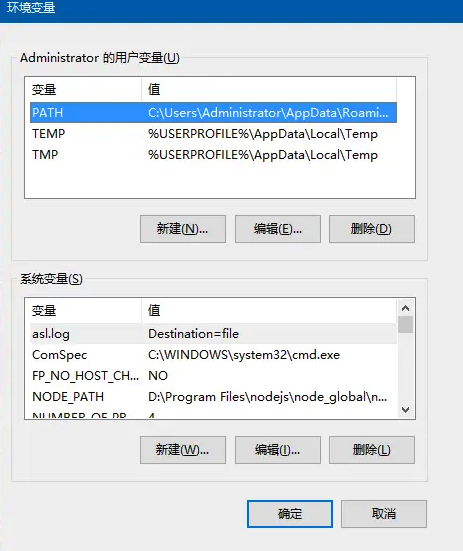 环境变量
Administrator 的用户变量(U)
变量 值
PATH C:\Users\Administrator\AppData\Roami...
TEMP %USERPROFILE%\AppData\Local\Temp
TMP %USERPROFILE%\AppData\Local\Temp
新建(N)... 编辑(E)... 删除(D)
系统变量(S)
变量 值
asl.log Destination=file
ComSpec C:\WINDOWS\system32\cmd.exe
FP_NO_HOST_CH... NO
NODE_PATH D:\Program Files\nodejs\node_global\n...
NUMBER_OF_PR... 4
新建(W)... 编辑(I)... 删除(L)
确定 取消